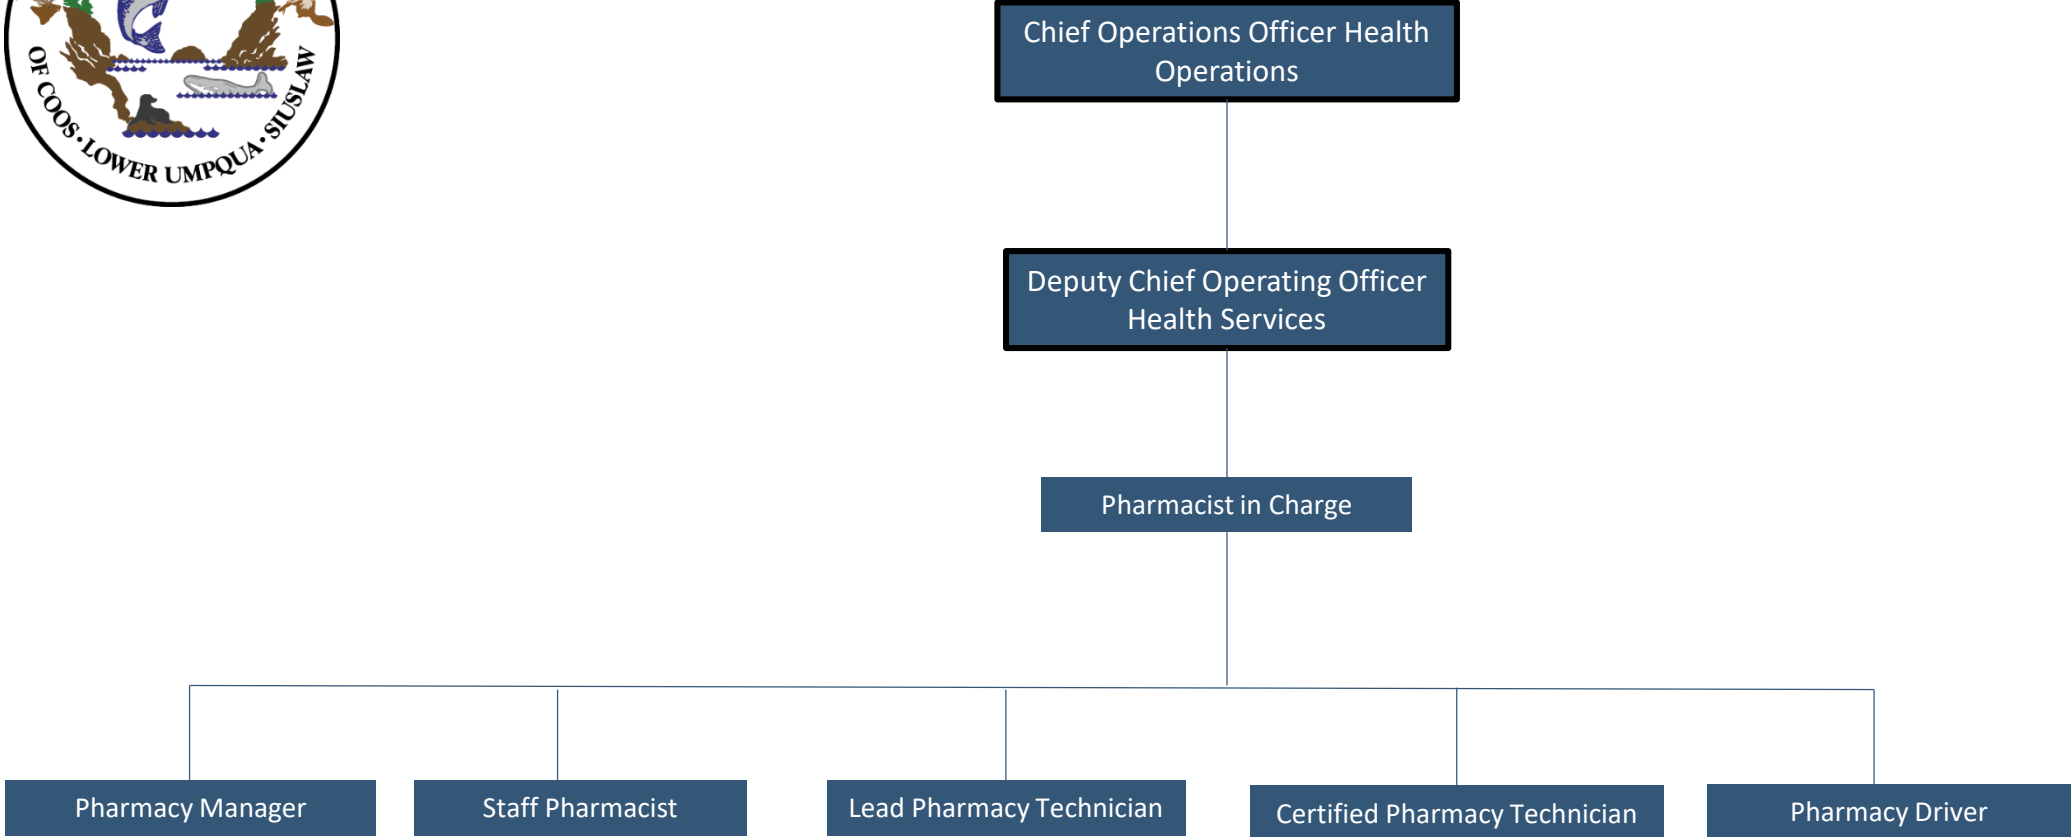 OF COOS · LOWER UMPQUA · SIUSLAW
Chief Operations Officer Health
Operations
Deputy Chief Operating Officer
Health Services
Pharmacist in Charge
Pharmacy Manager
Staff Pharmacist
Lead Pharmacy Technician
Certified Pharmacy Technician
Pharmacy Driver